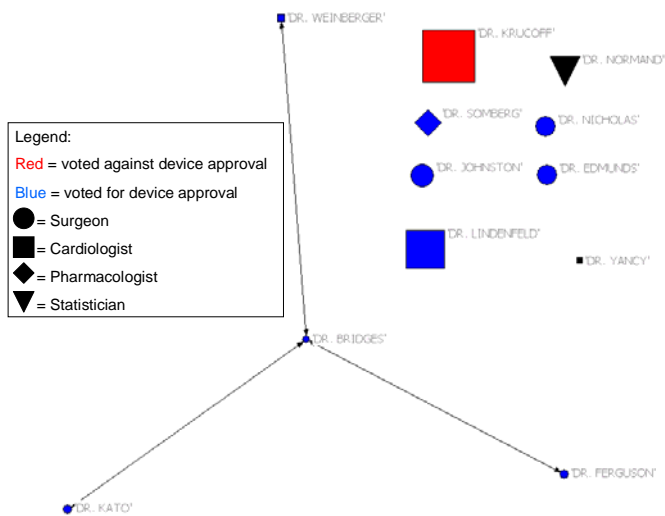 'DR. WEINBERGER'
'DR. KRUCOFF'
'DR. NORMAND'
'DR. SOMBERG'
'DR. NICHOLAS'
'DR. JOHNSTON'
'DR. EDMUNDS'
'DR. LINDENFELD'
'DR. YANCY'
Legend:
Red = voted against device approval
Blue = voted for device approval
= Surgeon
= Cardiologist
= Pharmacologist
= Statistician
'DR. BRIDGES'
'DR. FERGUSON'
'DR. KATO'